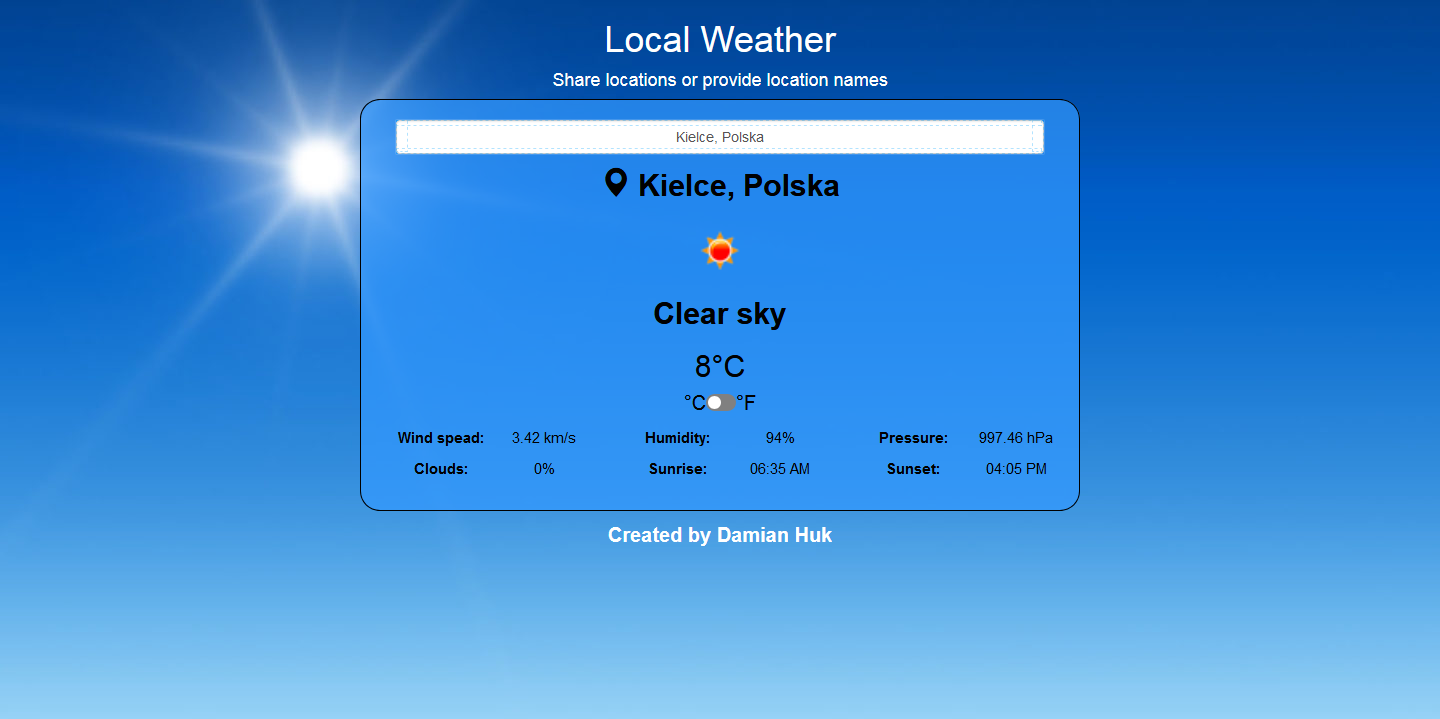 Local Weather
Share locations or provide location names
Kielce, Polska
Kielce, Polska
Clear sky
8°C
°C °F
Wind spead: 3.42 km/s Humidity: 94% Pressure: 997.46 hPa
Clouds: 0% Sunrise: 06:35 AM Sunset: 04:05 PM
Created by Damian Huk